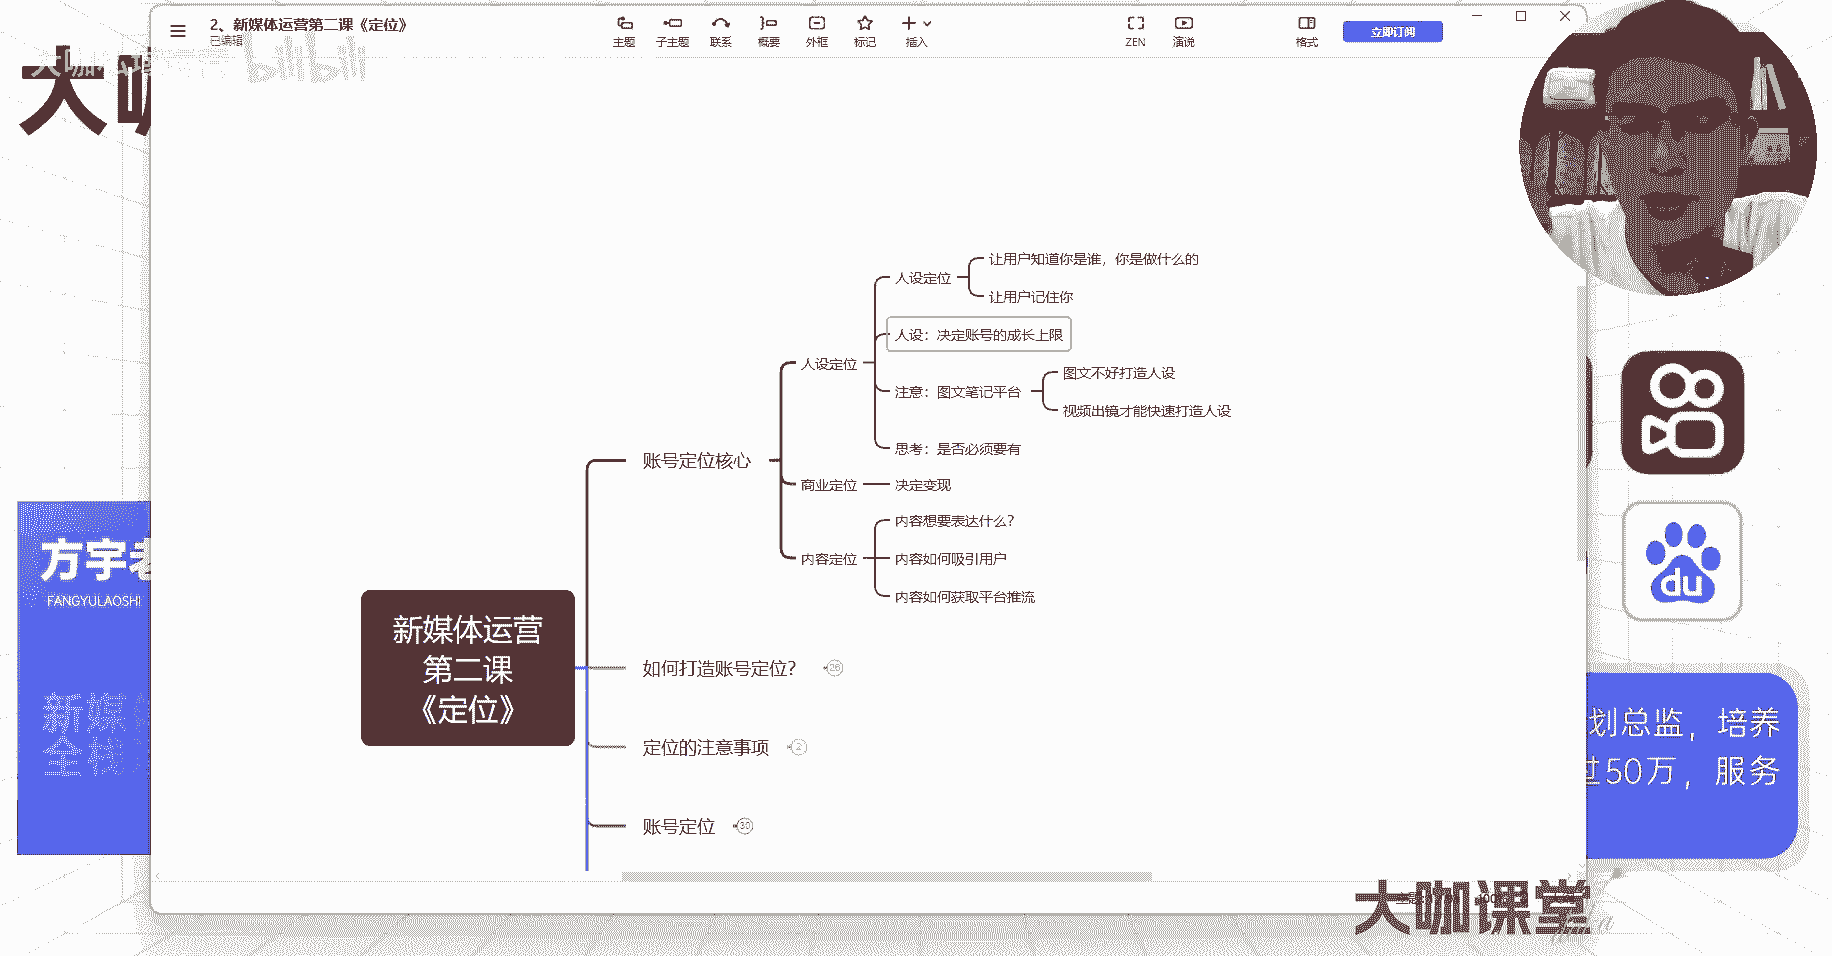 2、新媒体运营第二课《定位》
已编辑
主题
子主题
联系
概要
外框
标记
插入
ZEN
演说
格式
立即订阅
bilibili
大咖
人设定位
让用户知道你是谁，你是做什么的
让用户记住你
人设：决定账号的成长上限
人设定位
注意：图文笔记平台
图文不好打造人设
视频出镜才能快速打造人设
思考：是否必须要有
账号定位核心
商业定位
决定变现
内容定位
内容想要表达什么？
内容如何吸引用户
内容如何获取平台推流
新媒体运营
第二课
《定位》
如何打造账号定位？
26
定位的注意事项
2
账号定位
30
方宇老
FANGYULAOSHI
新媒体
全栈
du
划总监，培养
过50万，服务
大咖课堂